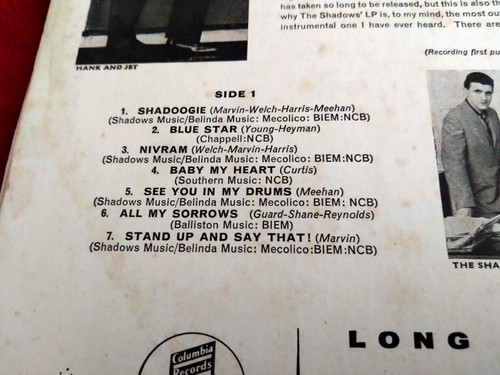 has taken so long to be released, but this is also th
why The Shadows' LP is, to my mind, the most out
instrumental one I have ever heard. There are
(Recording first pu
HANK AND JET
SIDE 1
1. SHADOOGIE (Marvin-Welch-Harris-Meehan)
(Shadows Music/Belinda Music: Mecolico: BIEM:NCB)
2. BLUE STAR (Young-Heyman)
(Chappell:NCB)
3. NIVRAM (Welch-Marvin-Harris)
(Shadows Music/Belinda Music: Mecolico: BIEM:NCB)
4. BABY MY HEART (Curtis)
(Southern Music: NCB)
5. SEE YOU IN MY DRUMS (Meehan)
(Shadows Music/Belinda Music: Mecolico: BIEM: NCB)
6. ALL MY SORROWS (Guard-Shane-Reynolds)
(Balliston Music: BIEM)
7. STAND UP AND SAY THAT! (Marvin)
(Shadows Music/Belinda Music: Mecolico:BIEM:NCB)
THE SHA
LONG
Columbia
Records